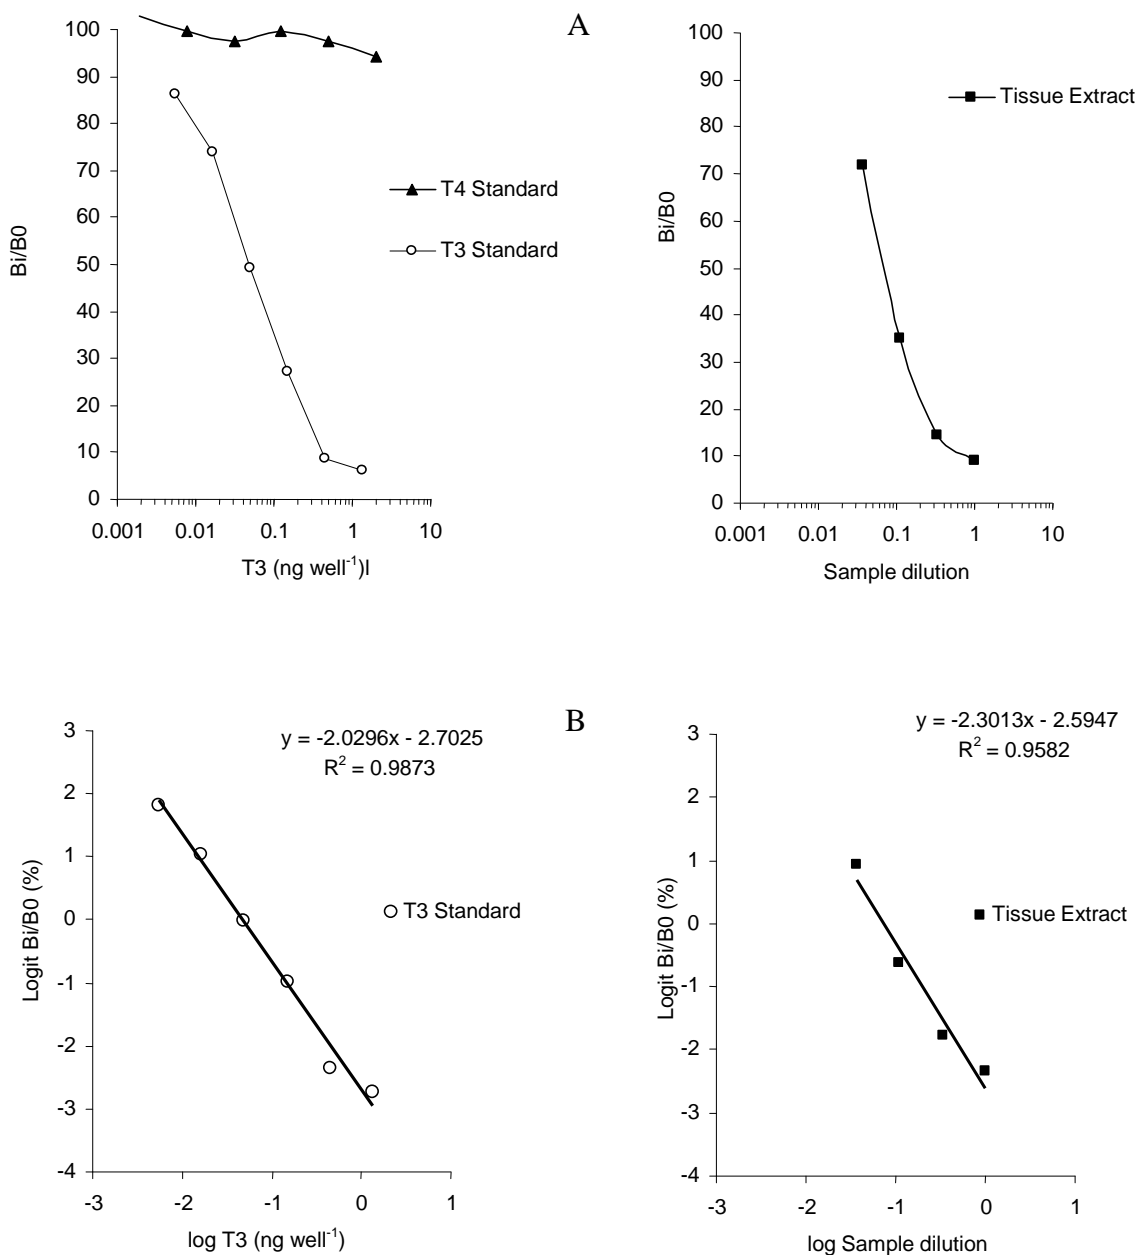 A
100
90
80
70
60
50
40
30
20
10
0
Bi/B0
T4 Standard
T3 Standard
0.001 0.01 0.1 1 10
T3 (ng well⁻¹)l
100
90
80
70
60
50
40
30
20
10
0
Bi/B0
Tissue Extract
0.001 0.01 0.1 1 10
Sample dilution
B
y = -2.0296x - 2.7025
R² = 0.9873
3
2
1
0
-1
-2
-3
-4
Logit Bi/B0 (%)
T3 Standard
-3 -2 -1 0 1
log T3 (ng well⁻¹)
y = -2.3013x - 2.5947
R² = 0.9582
3
2
1
0
-1
-2
-3
-4
Logit Bi/B0 (%)
Tissue Extract
-3 -2 -1 0 1
log Sample dilution